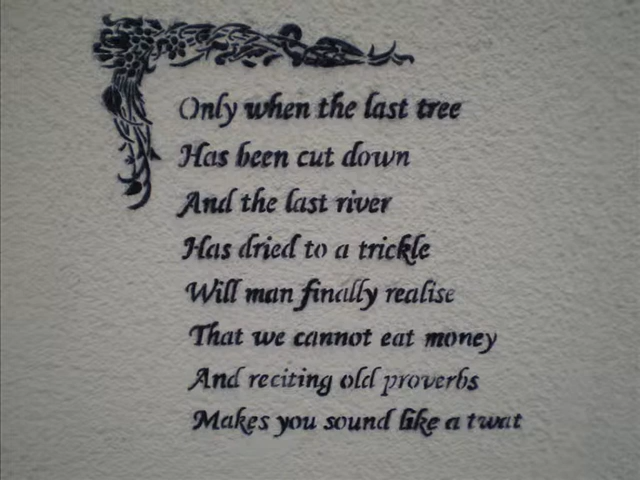 Only when the last tree
Has been cut down
And the last river
Has dried to a trickle
Will man finally realise
That we cannot eat money
And reciting old proverbs
Makes you sound like a twat